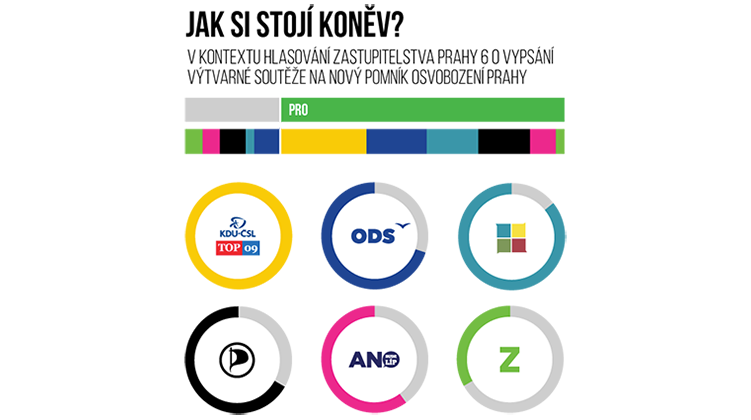 JAK SI STOJÍ KONĚV?
V KONTEXTU HLASOVÁNÍ ZASTUPITELSTVA PRAHY 6 O VYPSÁNÍ
VÝTVARNÉ SOUTĚŽE NA NOVÝ POMNÍK OSVOBOZENÍ PRAHY
PRO
KDU-ČSL
TOP 09
ODS
ANO
Z